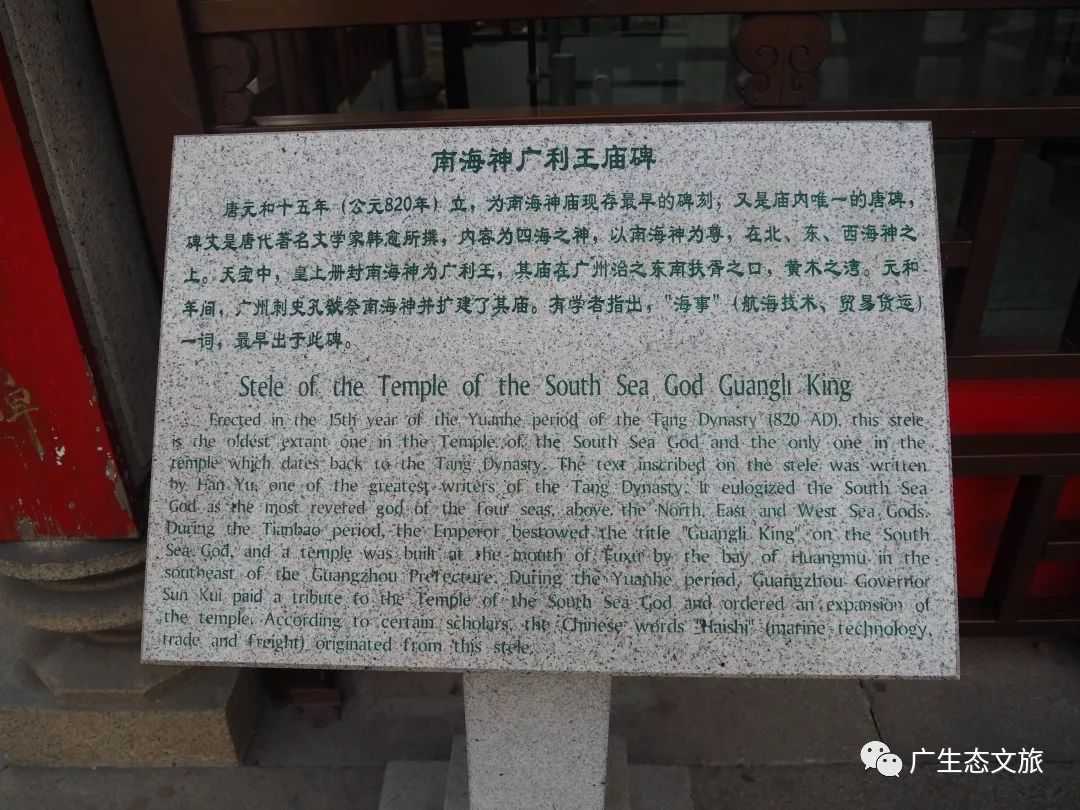 南海神广利王庙碑
唐元和十五年（公元820年）立，为南海神庙现存最早的碑刻，又是庙内唯一的唐碑，
碑文是唐代著名文学家韩愈所撰，内容为四海之神，以南海神为尊，在北、东、西海神之
上。天宝中，皇上册封南海神为广利王，其庙在广州治之东南扶胥之口，黄木之湾。元和
年间，广州刺史孔戣祭南海神并扩建了其庙。有学者指出，"海事"（航海技术、贸易货运）
一词，最早出于此碑。
Stele of the Temple of the South Sea God Guangli King
Erected in the 15th year of the Yuanhe period of the Tang Dynasty (820 AD), this stele
is the oldest extant one in the Temple of the South Sea God and the only one in the
temple which dates back to the Tang Dynasty. The text inscribed on the stele was written
by Han Yu, one of the greatest writers of the Tang Dynasty. It eulogized the South Sea
God as the most revered god of the four seas, above the North, East and West Sea Gods.
During the Tianbao period, the Emperor bestowed the title "Guangli King" on the South
Sea God, and a temple was built at the mouth of Fuxu by the bay of Huangmu in the
southeast of the Guangzhou Prefecture. During the Yuanhe period, Guangzhou Governor
Sun Kui paid a tribute to the Temple of the South Sea God and ordered an expansion of
the temple. According to certain scholars, the Chinese words "Haishi" (marine technology,
trade and freight) originated from this stele.
广生态文旅